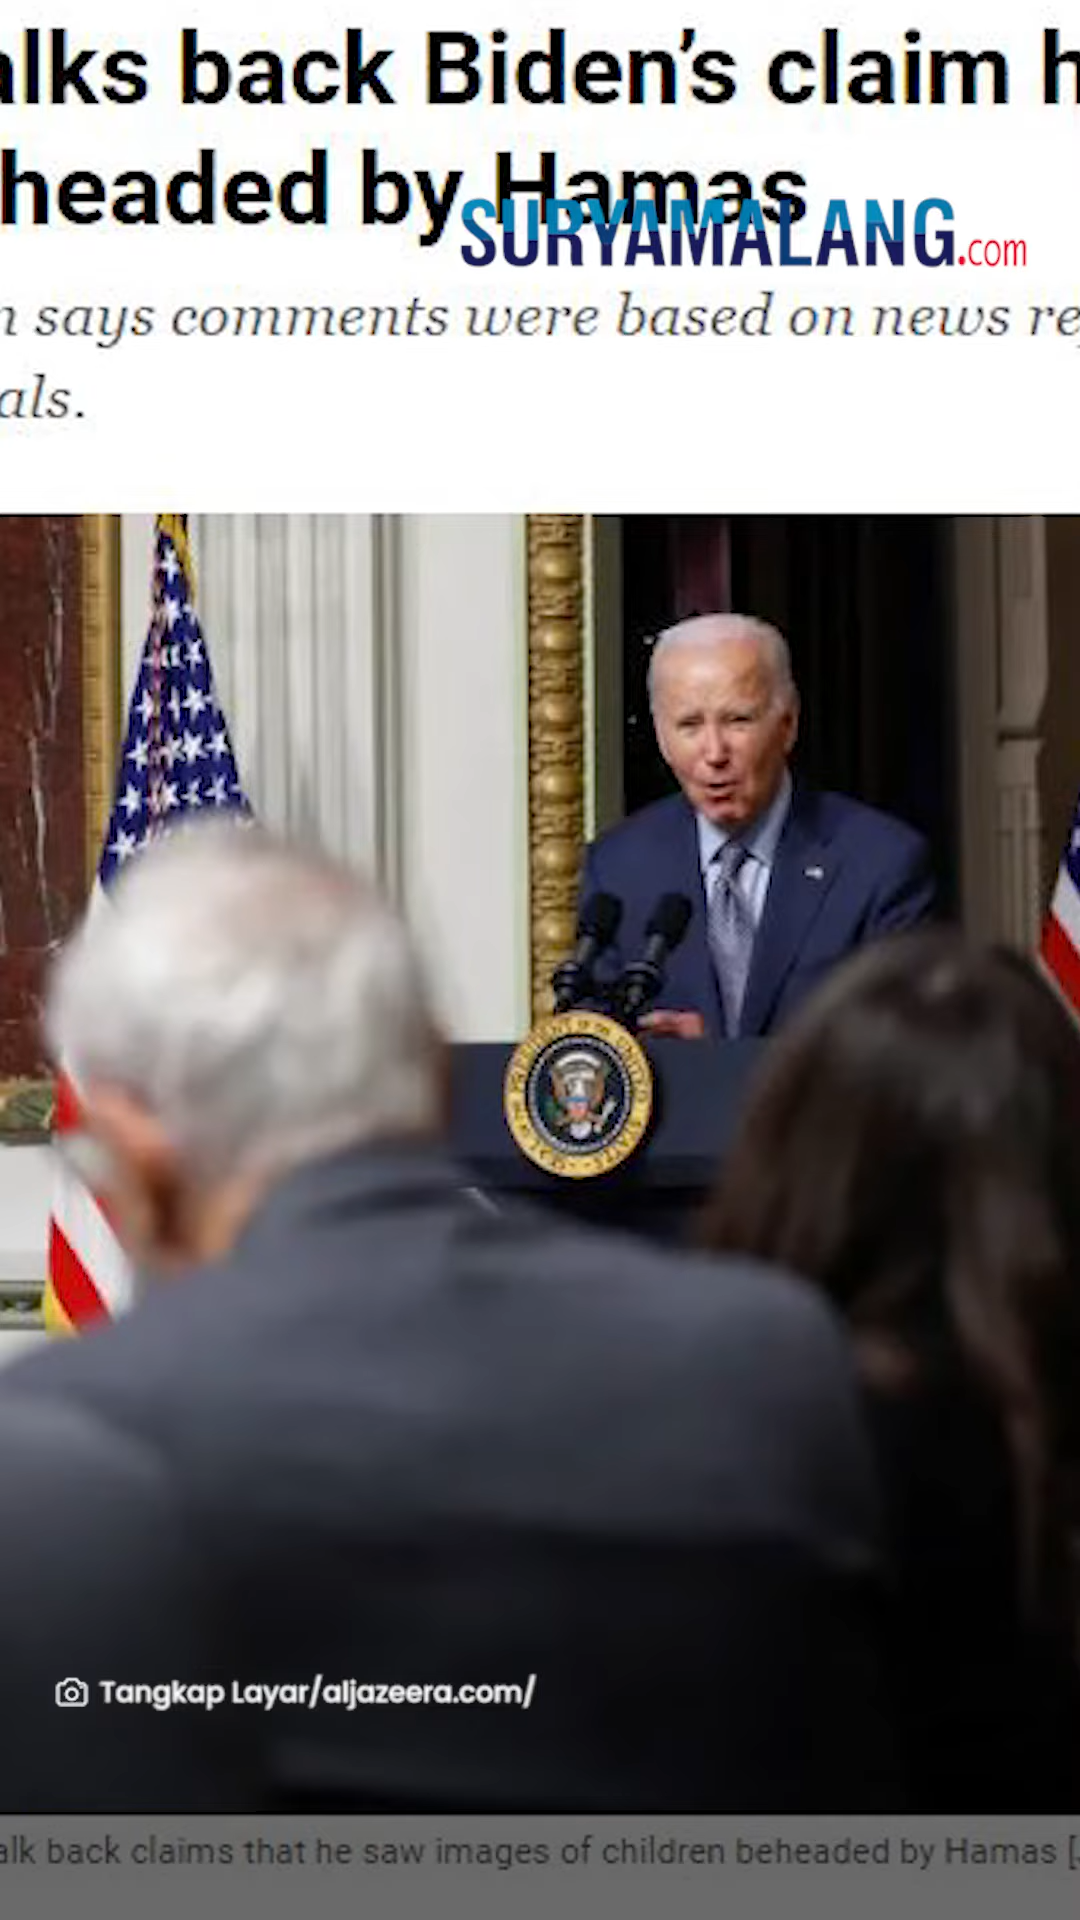 alks back Biden’s claim h
headed by Hamas
SURYAMALANG.com
n says comments were based on news re
als.
Tangkap Layar/aljazeera.com/
alk back claims that he saw images of children beheaded by Hamas [